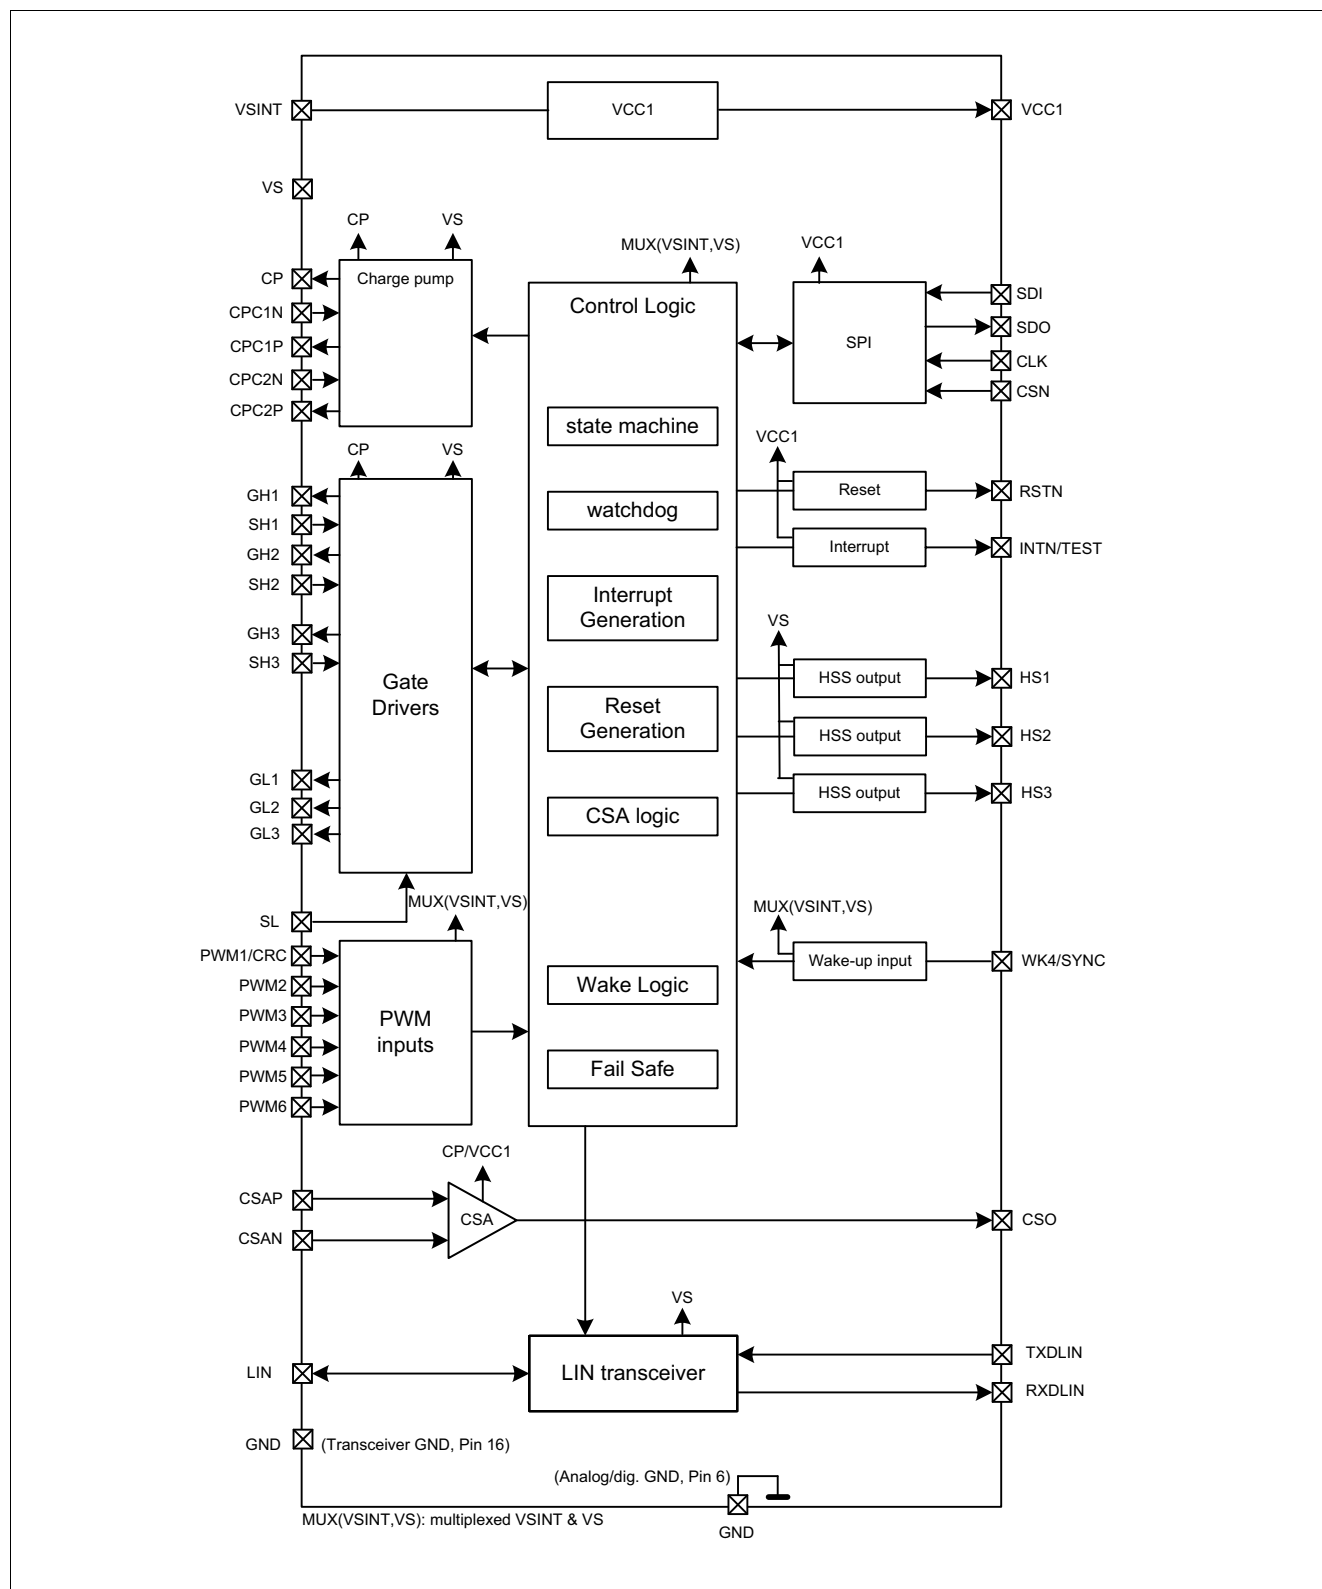 VSINT
VCC1
VCC1
VS
CP
VS
MUX(VSINT,VS)
VCC1
CP
Charge pump
CPC1N
CPC1P
CPC2N
CPC2P
Control Logic
SPI
SDI
SDO
CLK
CSN
state machine
CP
VS
VCC1
GH1
SH1
GH2
SH2
GH3
SH3
Gate
Drivers
GL1
GL2
GL3
SL
watchdog
Reset
RSTN
Interrupt
INTN/TEST
Interrupt
Generation
VS
HSS output
HS1
Reset
Generation
HSS output
HS2
HSS output
HS3
CSA logic
MUX(VSINT,VS)
MUX(VSINT,VS)
PWM1/CRC
PWM2
PWM3
PWM4
PWM5
PWM6
PWM
inputs
Wake Logic
Wake-up input
WK4/SYNC
Fail Safe
CP/VCC1
CSAP
CSAN
CSA
CSO
VS
LIN
LIN transceiver
TXDLIN
RXDLIN
GND
(Transceiver GND, Pin 16)
(Analog/dig. GND, Pin 6)
MUX(VSINT,VS): multiplexed VSINT & VS
GND